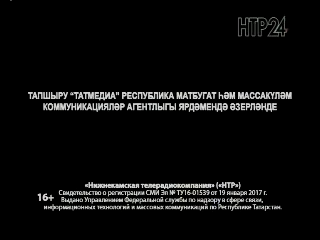 НТР24
ТАПШЫРУ "ТАТМЕДИА" РЕСПУБЛИКА МАТБУГАТ ҺӘМ МАССАКҮЛӘМ
КОММУНИКАЦИЯЛӘР АГЕНТЛЫГЫ ЯРДӘМЕНДӘ ӘЗЕРЛӘНДЕ
«Нижнекамская телерадиокомпания» («НТР»)
16+ Свидетельство о регистрации СМИ Эл № ТУ16-01539 от 19 января 2017 г.
Выдано Управлением Федеральной службы по надзору в сфере связи,
информационных технологий и массовых коммуникаций по Республике Татарстан.